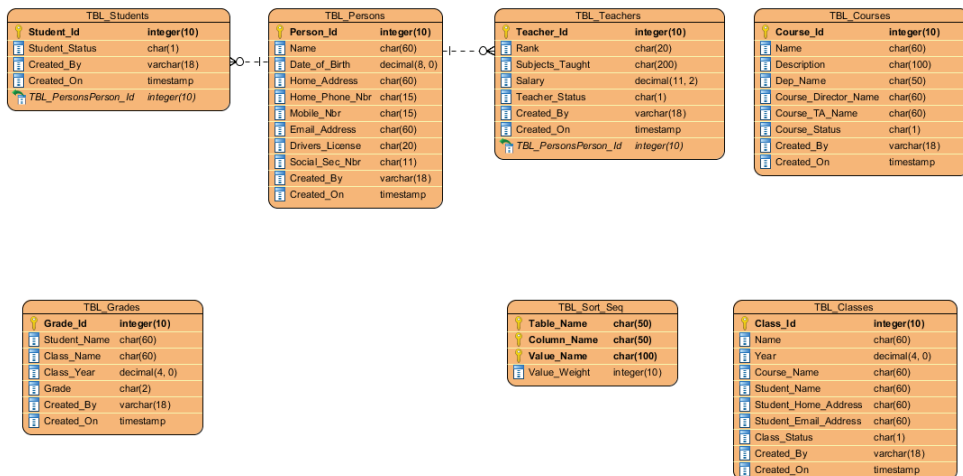 TBL_Students
Student_Id integer(10)
Student_Status char(1)
Created_By varchar(18)
Created_On timestamp
TBL_PersonsPerson_Id integer(10)
TBL_Persons
Person_Id integer(10)
Name char(60)
Date_of_Birth decimal(8, 0)
Home_Address char(60)
Home_Phone_Nbr char(15)
Mobile_Nbr char(15)
Email_Address char(60)
Drivers_License char(20)
Social_Sec_Nbr char(11)
Created_By varchar(18)
Created_On timestamp
TBL_Teachers
Teacher_Id integer(10)
Rank char(20)
Subjects_Taught char(200)
Salary decimal(11, 2)
Teacher_Status char(1)
Created_By varchar(18)
Created_On timestamp
TBL_PersonsPerson_Id integer(10)
TBL_Courses
Course_Id integer(10)
Name char(60)
Description char(100)
Dep_Name char(50)
Course_Director_Name char(60)
Course_TA_Name char(60)
Course_Status char(1)
Created_By varchar(18)
Created_On timestamp
TBL_Grades
Grade_Id integer(10)
Student_Name char(60)
Class_Name char(60)
Class_Year decimal(4, 0)
Grade char(2)
Created_By varchar(18)
Created_On timestamp
TBL_Sort_Seq
Table_Name char(50)
Column_Name char(50)
Value_Name char(100)
Value_Weight integer(10)
TBL_Classes
Class_Id integer(10)
Name char(60)
Year decimal(4, 0)
Course_Name char(60)
Student_Name char(60)
Student_Home_Address char(60)
Student_Email_Address char(60)
Class_Status char(1)
Created_By varchar(18)
Created_On timestamp